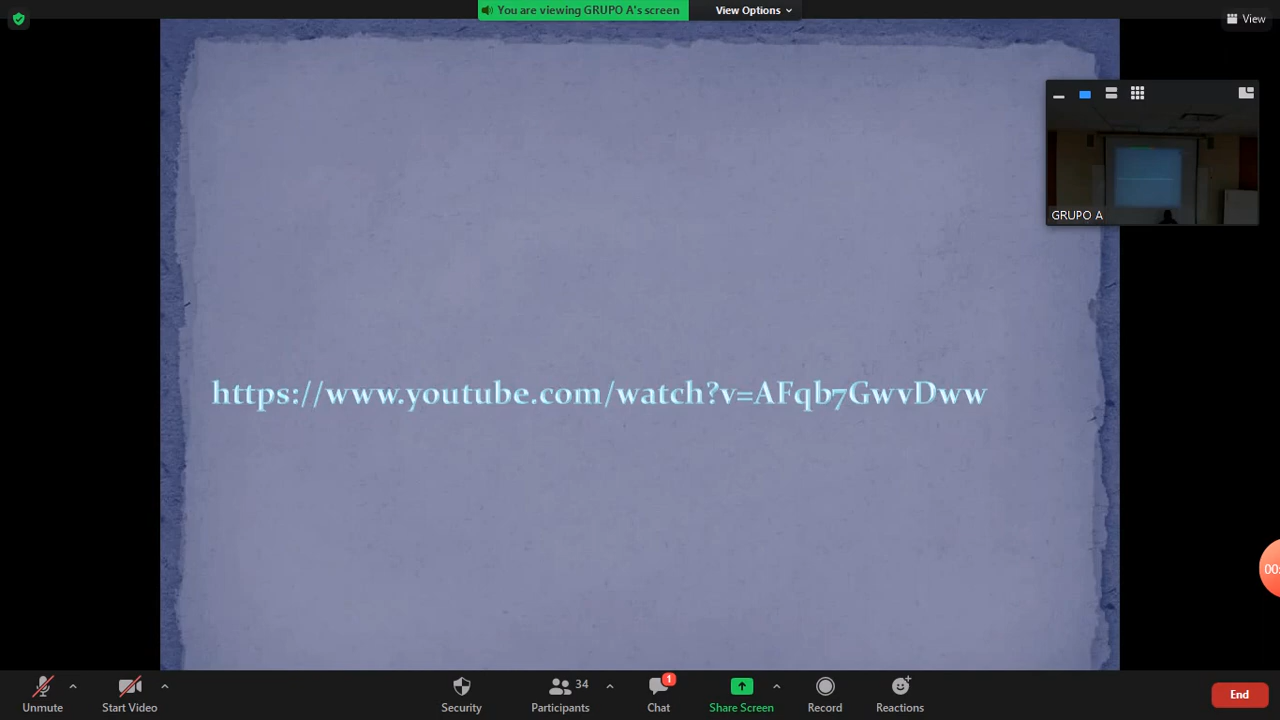 You are viewing GRUPO A's screen
View Options
View
GRUPO A
https://www.youtube.com/watch?v=AFqb7GwvDww
00:
Unmute
Start Video
Security
34
Participants
1
Chat
Share Screen
Record
Reactions
End